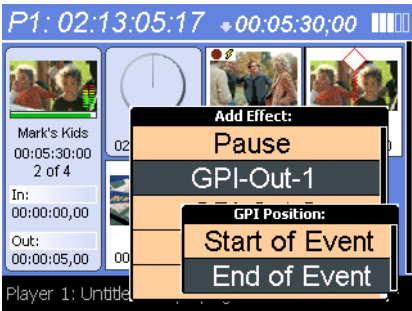 P1: 02:13:05:17 00:05:30;00
Mark's Kids
00:05:30:00
2 of 4
In:
00:00:00,00
Out:
00:00:05,00
02
00
Add Effect:
Pause
GPI-Out-1
GPI Position:
Start of Event
End of Event
Player 1: